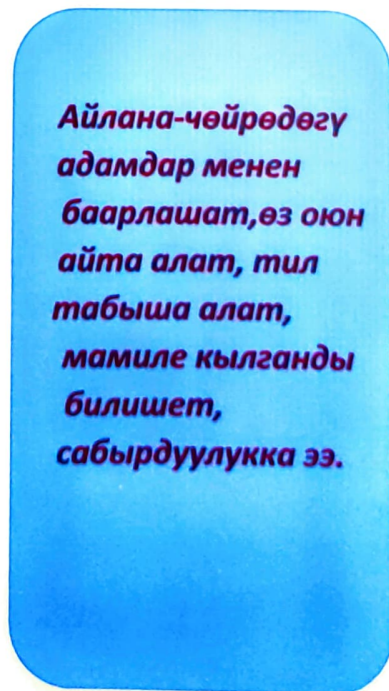 Айлана-чөйрөдөгү
адамдар менен
баарлашат,өз оюн
айта алат, тил
табыша алат,
мамиле кылганды
билишет,
сабырдуулукка ээ.